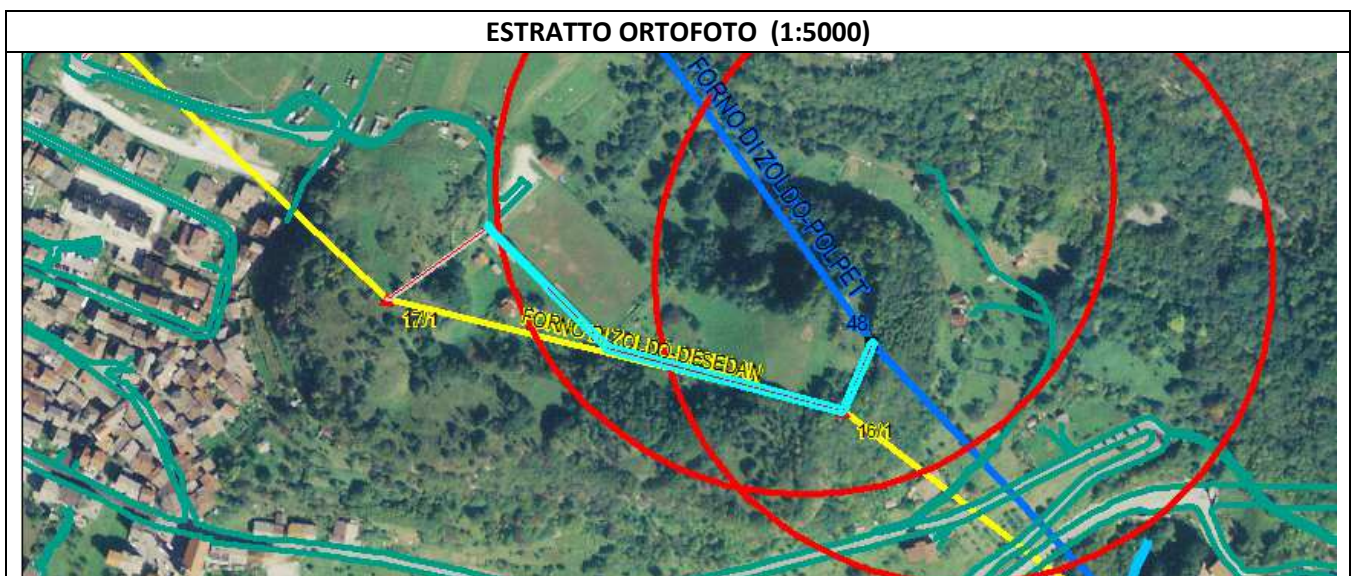 ESTRATTO ORTOFOTO (1:5000)
FORNO DI ZOLDO-POLPET
48
17/1
FORNO DI ZOLDO-DESEDAN
16/1